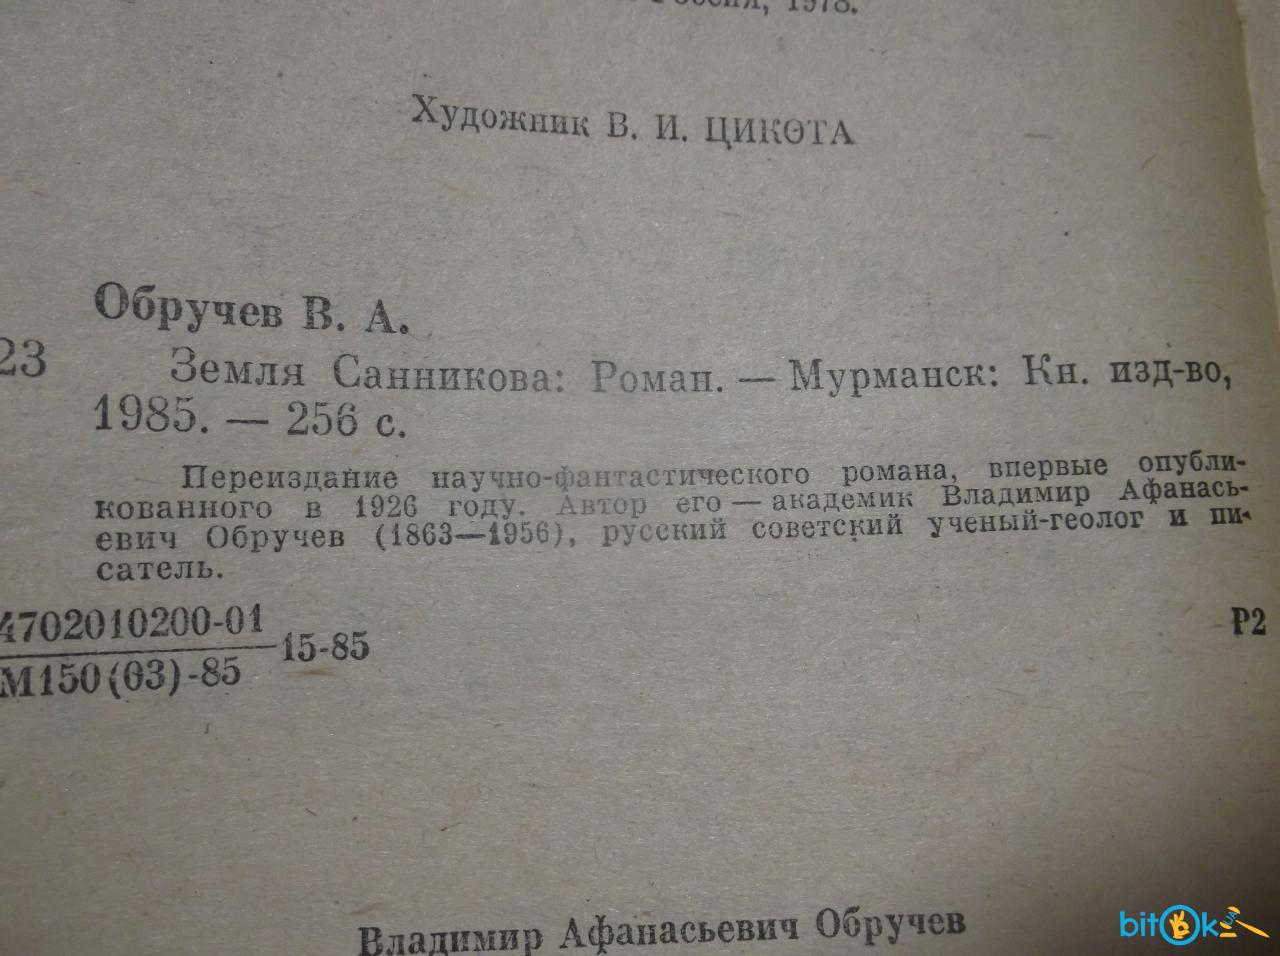 Россия, 1978.
Художник В. И. ЦИКОТА
Обручев В. А.
23 Земля Санникова: Роман. — Мурманск: Кн. изд-во,
1985. — 256 с.
Переиздание научно-фантастического романа, впервые опубли-
кованного в 1926 году. Автор его — академик Владимир Афанась-
евич Обручев (1863—1956), русский советский ученый-геолог и пи-
сатель.
4702010200-01
М150(03)-85
15-85
Р2
Владимир Афанасьевич Обручев
bitOk